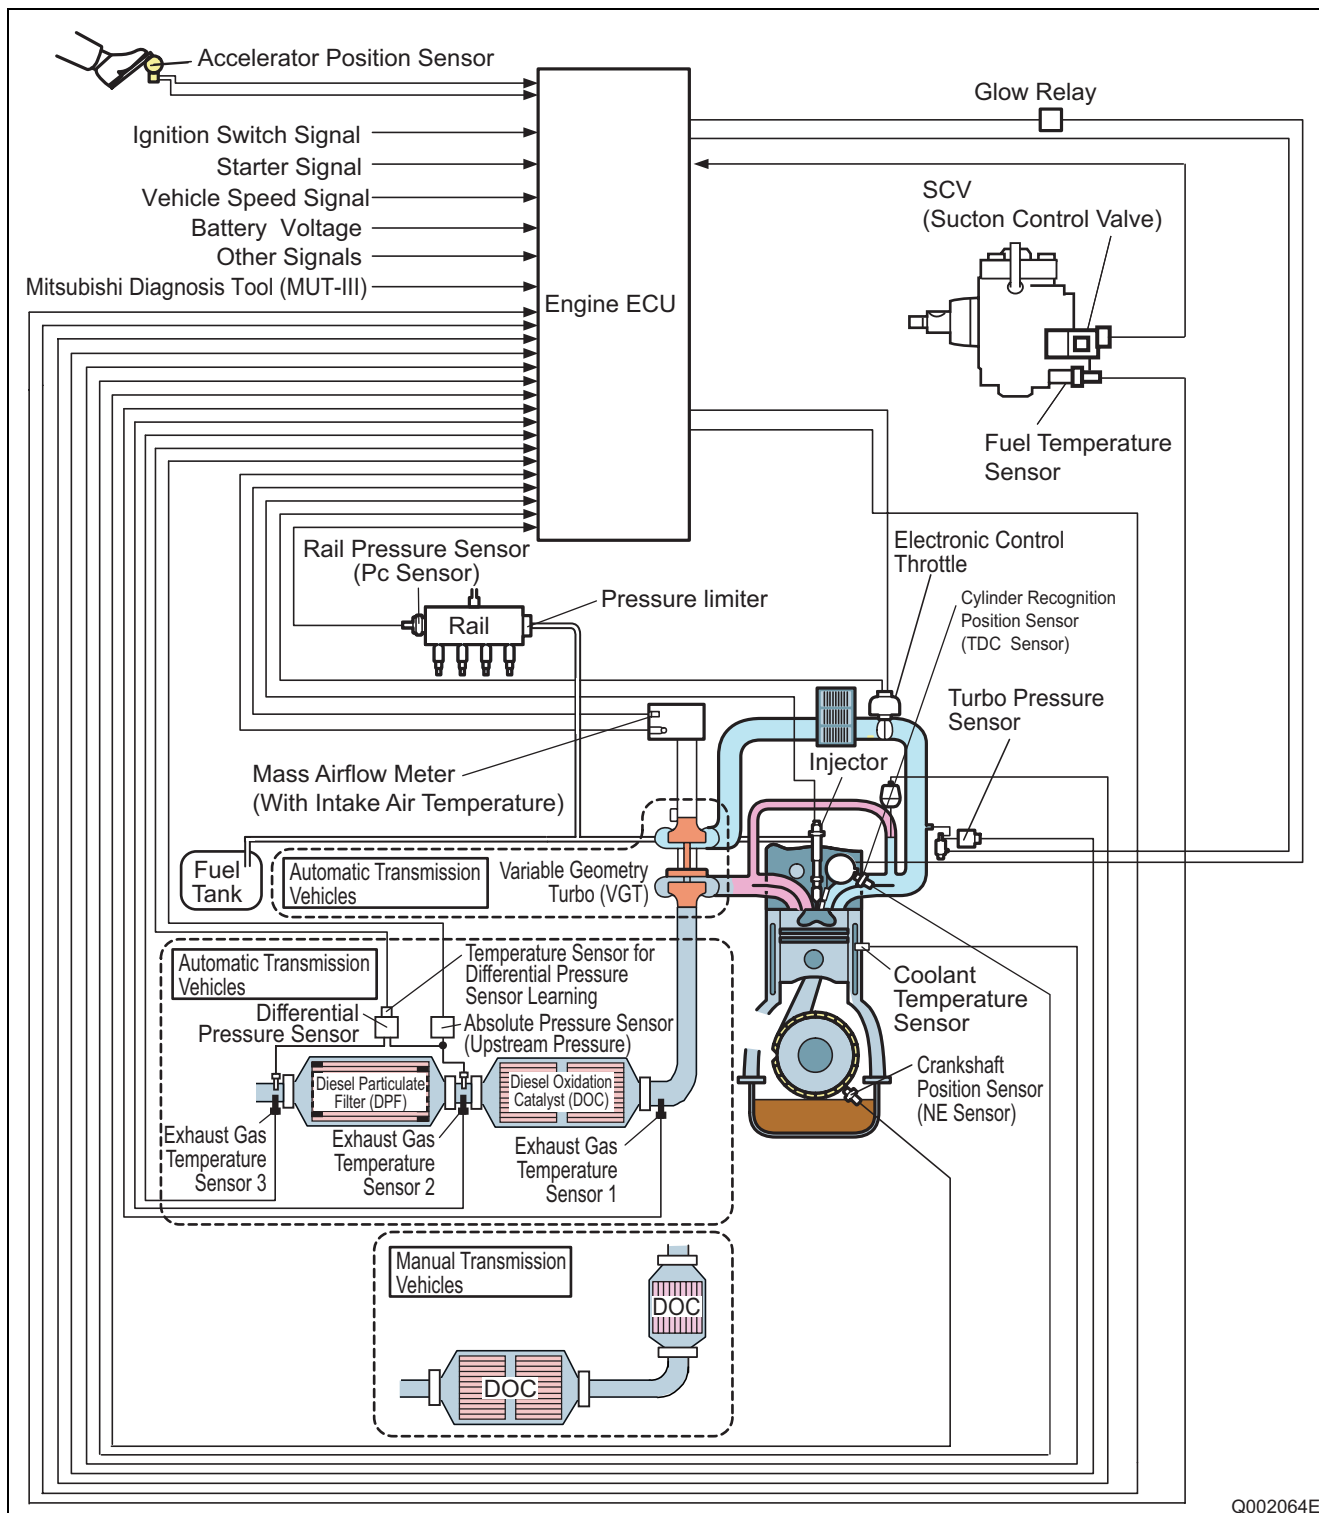 Accelerator Position Sensor
Ignition Switch Signal
Starter Signal
Vehicle Speed Signal
Battery Voltage
Other Signals
Mitsubishi Diagnosis Tool (MUT-III)
Engine ECU
Glow Relay
SCV
(Sucton Control Valve)
Fuel Temperature
Sensor
Rail Pressure Sensor
(Pc Sensor)
Rail
Pressure limiter
Electronic Control
Throttle
Cylinder Recognition
Position Sensor
(TDC Sensor)
Turbo Pressure
Sensor
Mass Airflow Meter
(With Intake Air Temperature)
Injector
Fuel
Tank
Automatic Transmission
Vehicles
Variable Geometry
Turbo (VGT)
Automatic Transmission
Vehicles
Temperature Sensor for
Differential Pressure
Sensor Learning
Differential
Pressure Sensor
Absolute Pressure Sensor
(Upstream Pressure)
Coolant
Temperature
Sensor
Diesel Particulate
Filter (DPF)
Diesel Oxidation
Catalyst (DOC)
Crankshaft
Position Sensor
(NE Sensor)
Exhaust Gas
Temperature
Sensor 3
Exhaust Gas
Temperature
Sensor 2
Exhaust Gas
Temperature
Sensor 1
Manual Transmission
Vehicles
DOC
DOC
Q002064E